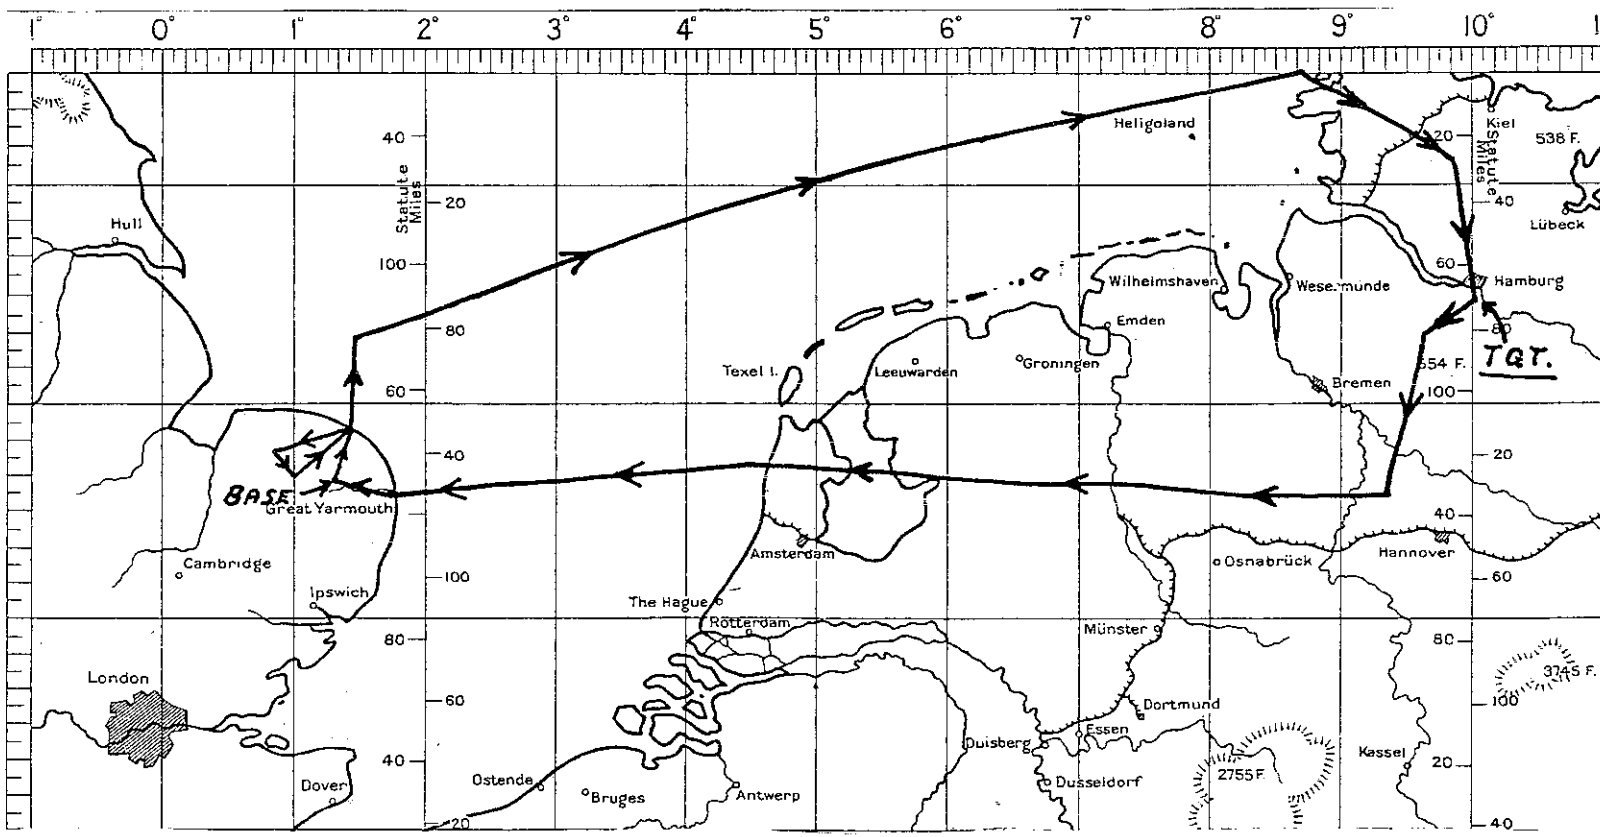 1° 0° 1° 2° 3° 4° 5° 6° 7° 8° 9° 10° 1
40
Heligoland
20
Kiel
538 F.
Statute Miles
Statute Miles
20
40
Hull
Lübeck
100
60
Wilhelmshaven
Wesermünde
Hamburg
80
Emden
80
TGT.
Texel I.
Leeuwarden
Groningen
554 F.
60
Bremen
100
40
20
BASE
Great Yarmouth
40
Amsterdam
Hannover
Cambridge
100
Osnabrück
60
Ipswich
The Hague
Rotterdam
80
Münster
80
London
3745 F.
60
Dortmund
100
Essen
Duisberg
40
Kassel
20
Dover
Ostende
Bruges
Antwerp
Dusseldorf
2755 F.
20
40